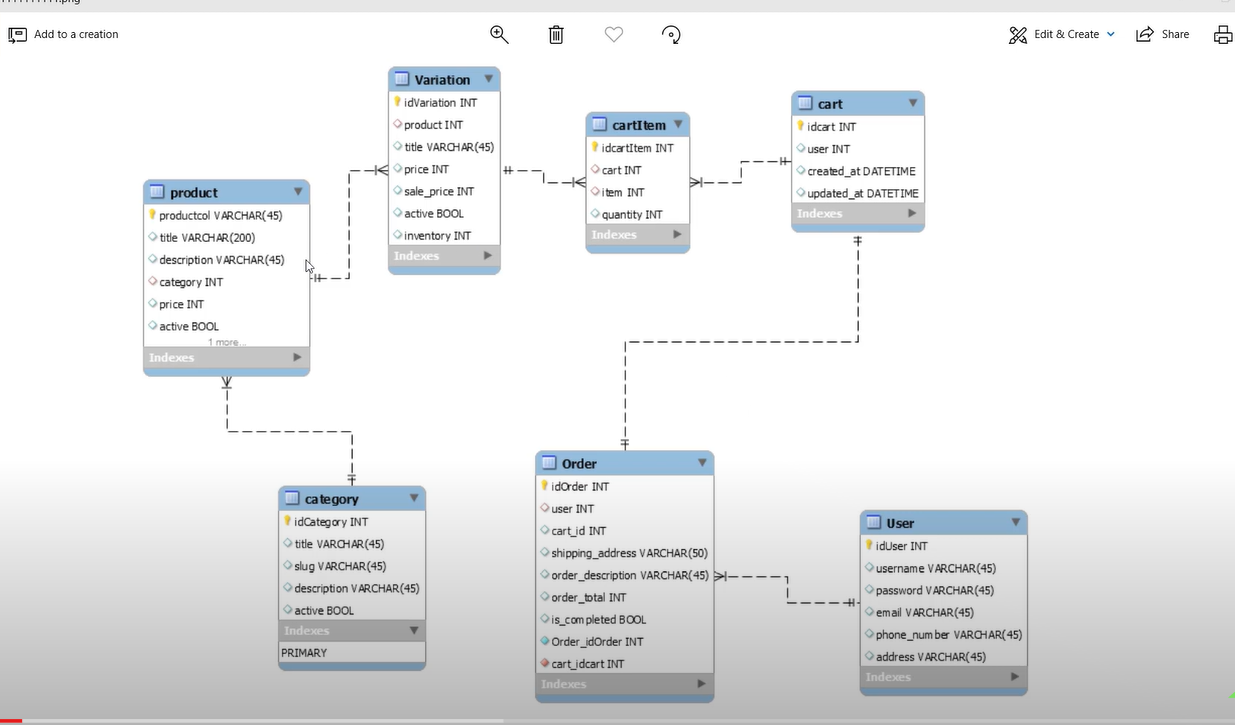 Add to a creation
Edit & Create
Share
Variation
idVariation INT
product INT
title VARCHAR(45)
price INT
sale_price INT
active BOOL
inventory INT
Indexes
cartItem
idcartItem INT
cart INT
item INT
quantity INT
Indexes
cart
idcart INT
user INT
created_at DATETIME
updated_at DATETIME
Indexes
product
productcol VARCHAR(45)
title VARCHAR(200)
description VARCHAR(45)
category INT
price INT
active BOOL
1 more...
Indexes
category
idCategory INT
title VARCHAR(45)
slug VARCHAR(45)
description VARCHAR(45)
active BOOL
Indexes
PRIMARY
Order
idOrder INT
user INT
cart_id INT
shipping_address VARCHAR(50)
order_description VARCHAR(45)
order_total INT
is_completed BOOL
Order_idOrder INT
cart_idcart INT
Indexes
User
idUser INT
username VARCHAR(45)
password VARCHAR(45)
email VARCHAR(45)
phone_number VARCHAR(45)
address VARCHAR(45)
Indexes